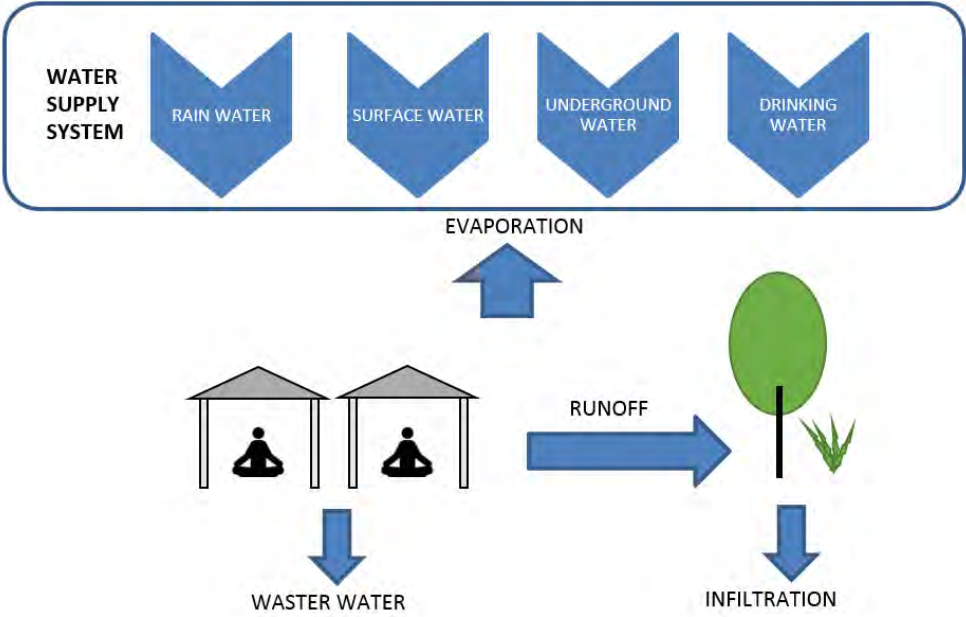 WATER
SUPPLY
SYSTEM
RAIN WATER
SURFACE WATER
UNDERGROUND
WATER
DRINKING
WATER
EVAPORATION
RUNOFF
WASTER WATER
INFILTRATION